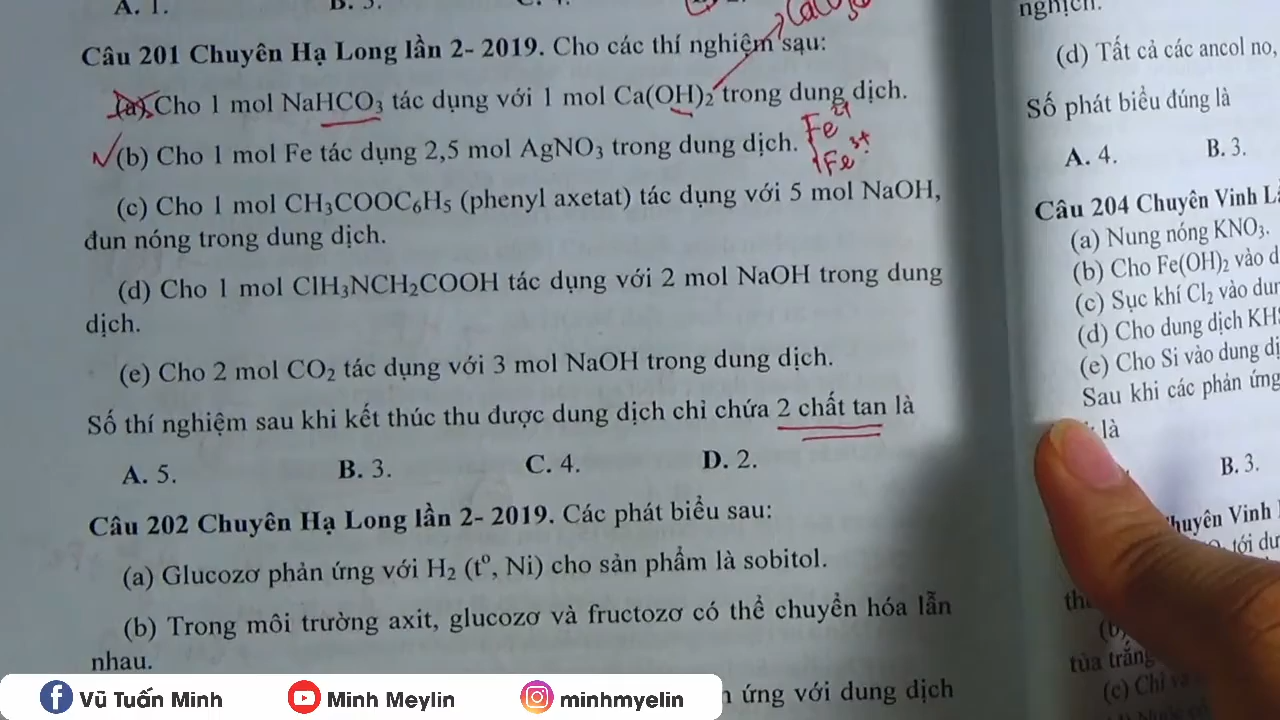 A. 1.
CaCO3
Câu 201 Chuyên Hạ Long lần 2- 2019. Cho các thí nghiệm sau:
(a) Cho 1 mol NaHCO3 tác dụng với 1 mol Ca(OH)2 trong dung dịch.
(b) Cho 1 mol Fe tác dụng 2,5 mol AgNO3 trong dung dịch.
Fe2+
Fe3+
(c) Cho 1 mol CH3COOC6H5 (phenyl axetat) tác dụng với 5 mol NaOH,
đun nóng trong dung dịch.
(d) Cho 1 mol ClH3NCH2COOH tác dụng với 2 mol NaOH trong dung
dịch.
(e) Cho 2 mol CO2 tác dụng với 3 mol NaOH trong dung dịch.
Số thí nghiệm sau khi kết thúc thu được dung dịch chỉ chứa 2 chất tan là
A. 5. B. 3. C. 4. D. 2.
Câu 202 Chuyên Hạ Long lần 2- 2019. Các phát biểu sau:
(a) Glucozơ phản ứng với H2 (tº, Ni) cho sản phẩm là sobitol.
(b) Trong môi trường axit, glucozơ và fructozơ có thể chuyển hóa lẫn
nhau.
ứng với dung dịch
nghịch.
(d) Tất cả các ancol no,
Số phát biểu đúng là
A. 4. B. 3.
Câu 204 Chuyên Vinh
(a) Nung nóng KNO3.
(b) Cho Fe(OH)2 vào
(c) Sục khí Cl2 vào
(d) Cho dung dịch
(e) Cho Si vào dung
Sau khi các phản ứng
là
B. 3.
Vinh
tới
(b)
tủa trắng
(c) Chỉ
Vũ Tuấn Minh
Minh Meylin
minhmyelin